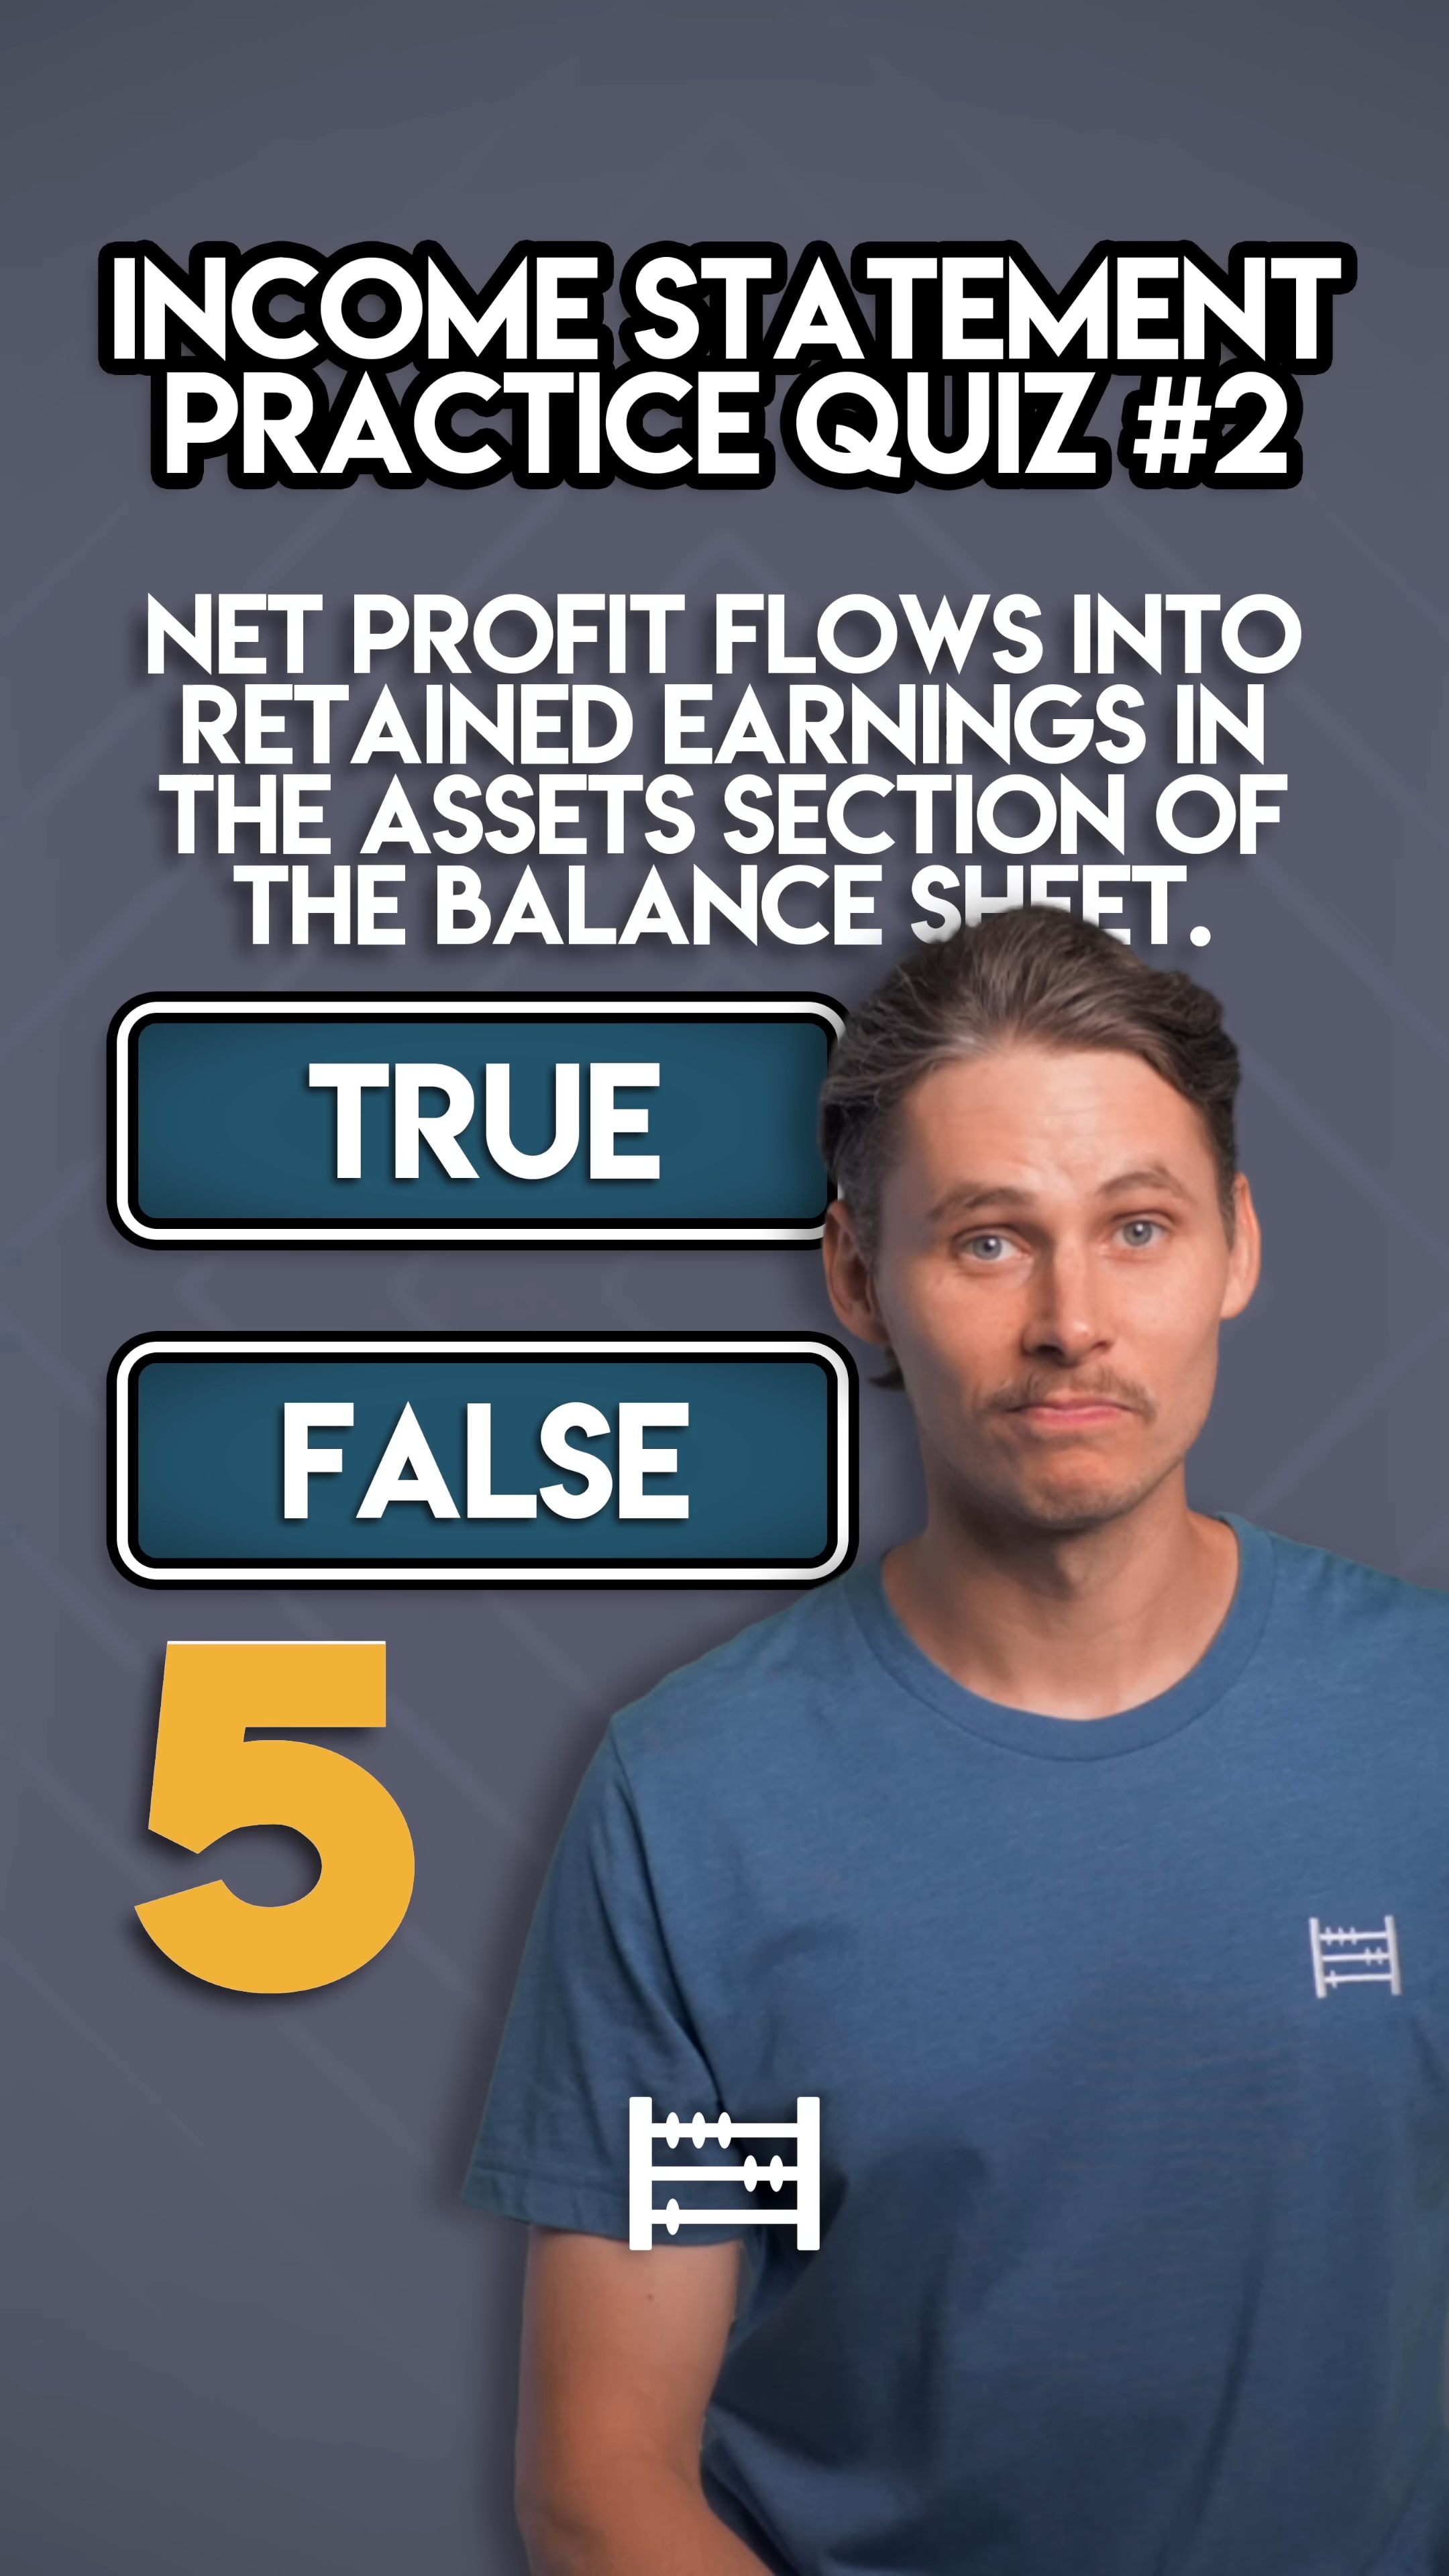 INCOME STATEMENT
PRACTICE QUIZ #2
NET PROFIT FLOWS INTO
RETAINED EARNINGS IN
THE ASSETS SECTION OF
THE BALANCE SHEET.
TRUE
FALSE
5